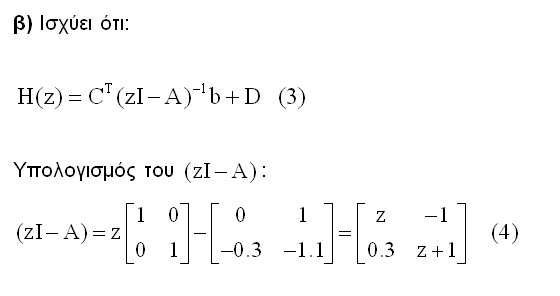 β) Ισχύει ότι:
H(z) = C^T (zI − A)^−1 b + D (3)
Υπολογισμός του (zI − A) :
(zI − A) = z [1 0; 0 1] − [0 1; −0.3 −1.1] = [z −1; 0.3 z + 1] (4)